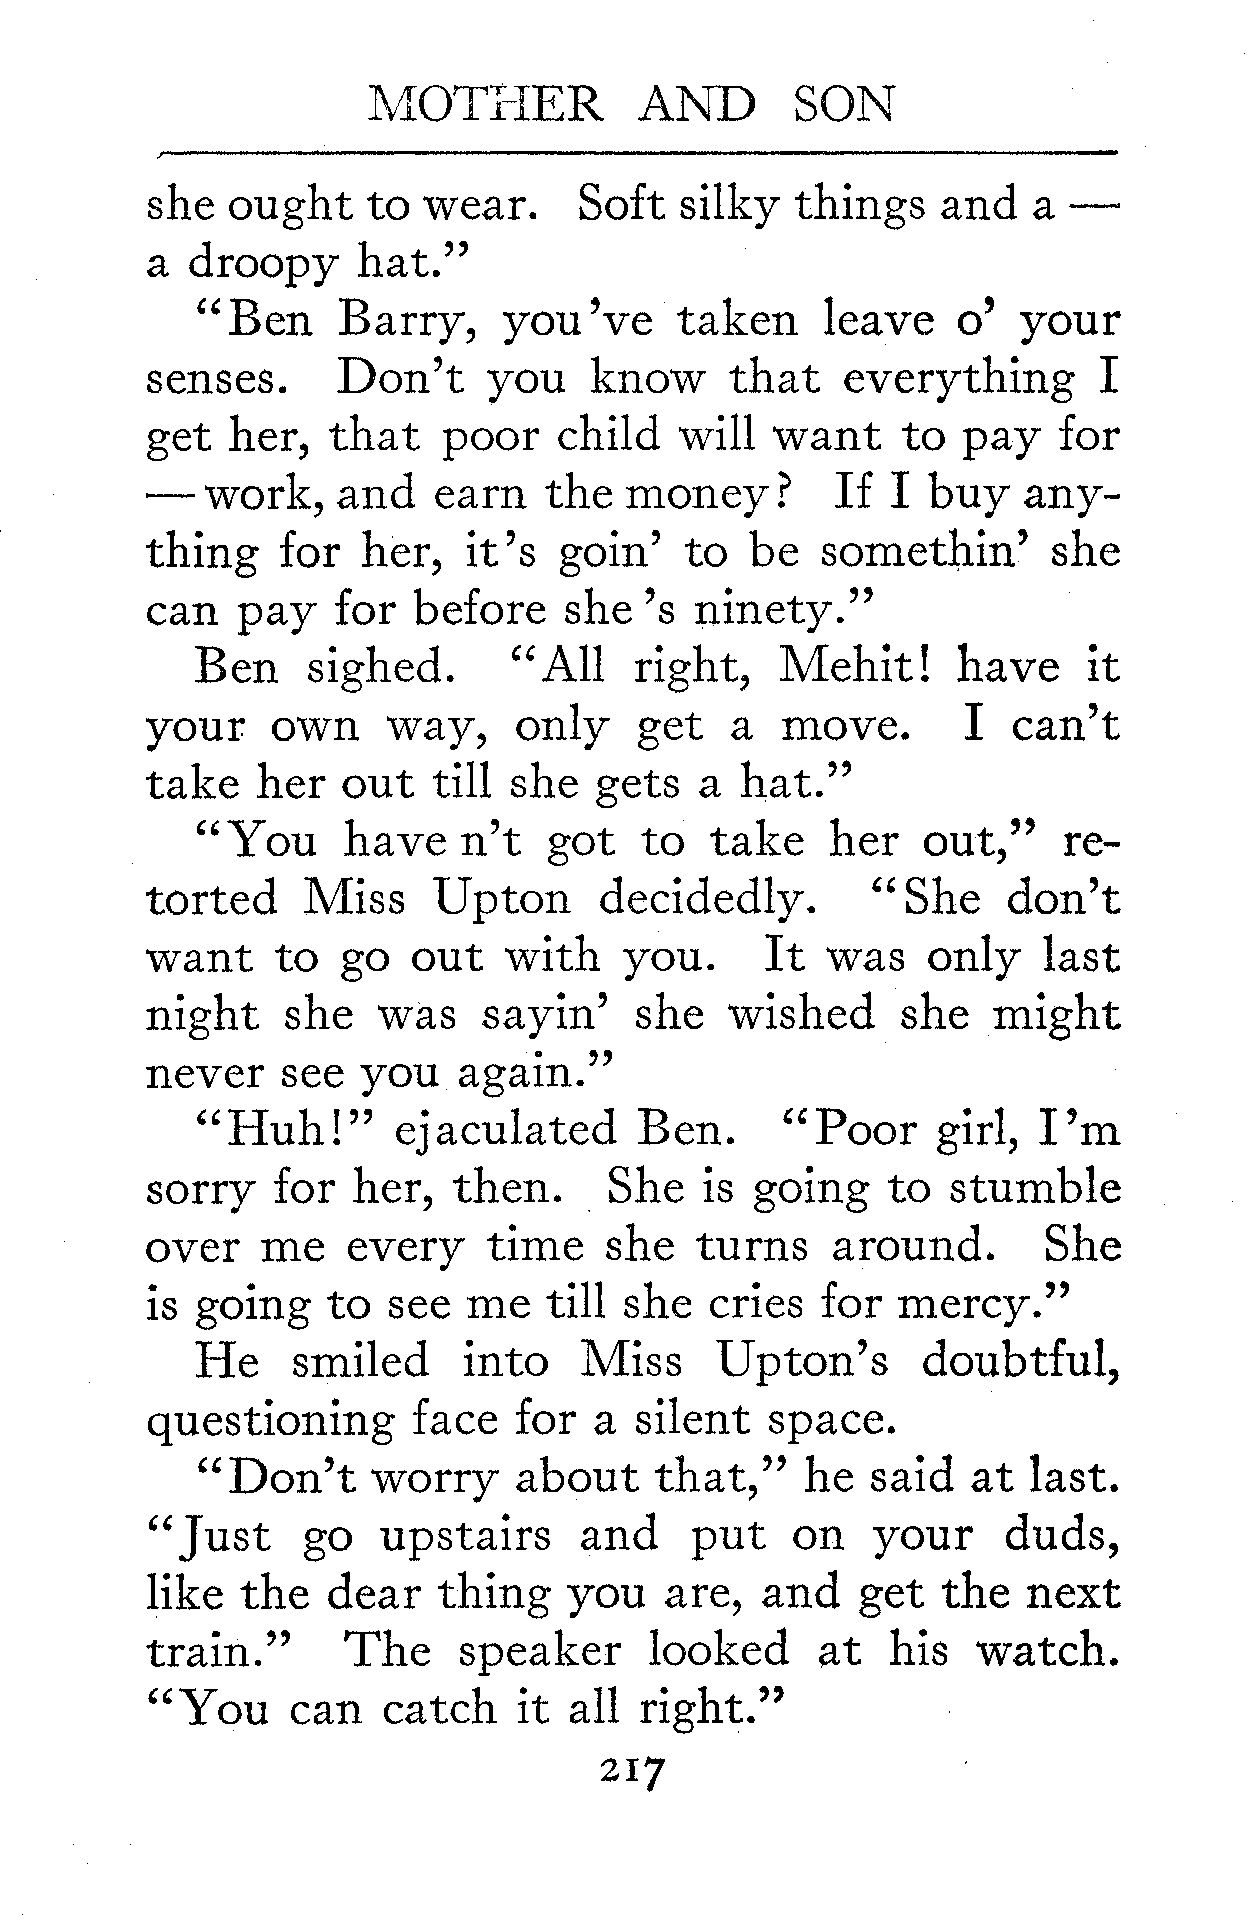 MOTHER AND SON
she ought to wear. Soft silky things and a —
a droopy hat.”
“Ben Barry, you’ve taken leave o’ your
senses. Don’t you know that everything I
get her, that poor child will want to pay for
— work, and earn the money? If I buy any-
thing for her, it’s goin’ to be somethin’ she
can pay for before she’s ninety.”
Ben sighed. “All right, Mehit! have it
your own way, only get a move. I can’t
take her out till she gets a hat.”
“You have n’t got to take her out,” re-
torted Miss Upton decidedly. “She don’t
want to go out with you. It was only last
night she was sayin’ she wished she might
never see you again.”
“Huh!” ejaculated Ben. “Poor girl, I’m
sorry for her, then. She is going to stumble
over me every time she turns around. She
is going to see me till she cries for mercy.”
He smiled into Miss Upton’s doubtful,
questioning face for a silent space.
“Don’t worry about that,” he said at last.
“Just go upstairs and put on your duds,
like the dear thing you are, and get the next
train.” The speaker looked at his watch.
“You can catch it all right.”
217